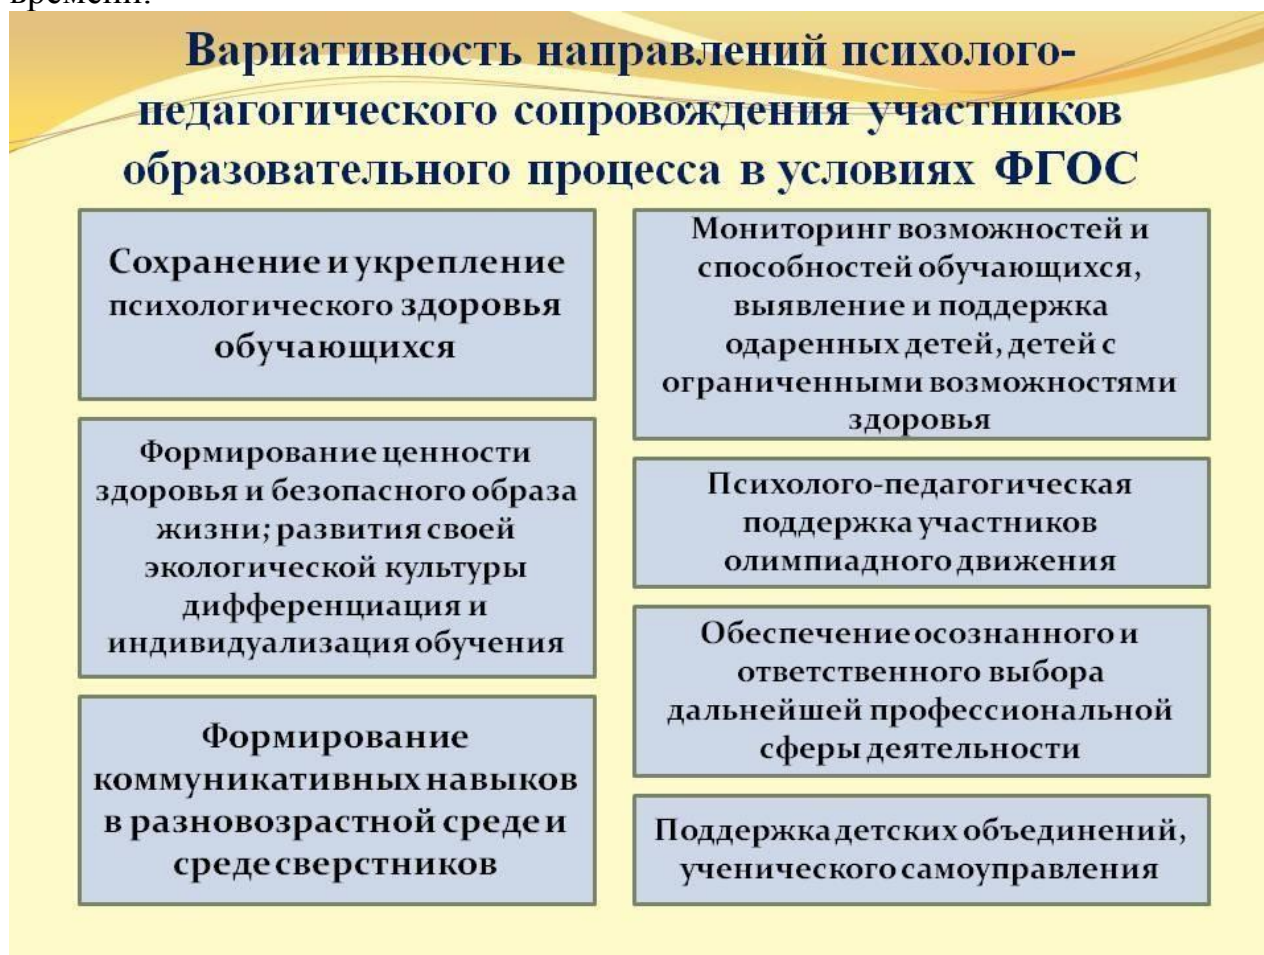 времени.
Вариативность направлений психолого-
педагогического сопровождения участников
образовательного процесса в условиях ФГОС
Сохранение и укрепление
психологического здоровья
обучающихся
Формирование ценности
здоровья и безопасного образа
жизни; развития своей
экологической культуры
дифференциация и
индивидуализация обучения
Формирование
коммуникативных навыков
в разновозрастной среде и
среде сверстников
Мониторинг возможностей и
способностей обучающихся,
выявление и поддержка
одаренных детей, детей с
ограниченными возможностями
здоровья
Психолого-педагогическая
поддержка участников
олимпиадного движения
Обеспечение осознанного и
ответственного выбора
дальнейшей профессиональной
сферы деятельности
Поддержка детских объединений,
ученического самоуправления